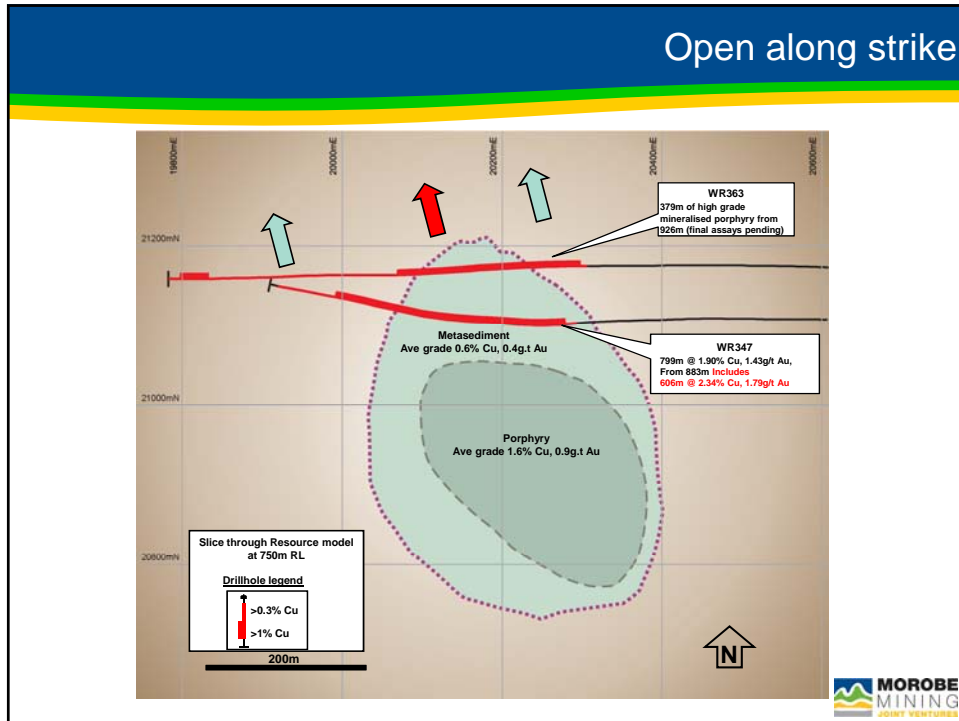 Open along strike
19800mE
20000mE
20200mE
20400mE
20600mE
WR363
379m of high grade
mineralised porphyry from
926m (final assays pending)
21200mN
Metasediment
Ave grade 0.6% Cu, 0.4g.t Au
WR347
799m @ 1.90% Cu, 1.43g/t Au,
From 883m Includes
606m @ 2.34% Cu, 1.79g/t Au
21000mN
Porphyry
Ave grade 1.6% Cu, 0.9g.t Au
20800mN
Slice through Resource model
at 750m RL
Drillhole legend
>0.3% Cu
>1% Cu
200m
N
MOROBE
MINING
JOINT VENTURES